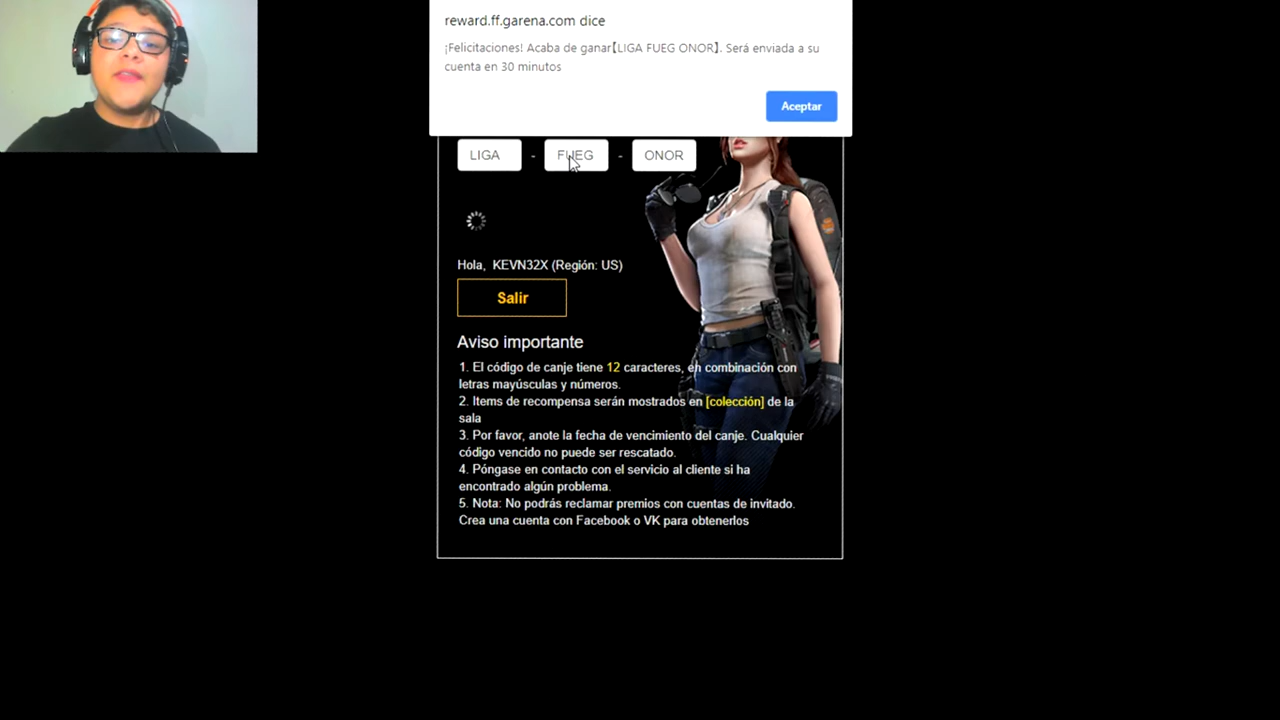 reward.ff.garena.com dice
¡Felicitaciones! Acaba de ganar【LIGA FUEG ONOR】. Será enviada a su
cuenta en 30 minutos
Aceptar
LIGA - FUEG - ONOR
Hola, KEVN32X (Región: US)
Salir
Aviso importante
1. El código de canje tiene 12 caracteres, en combinación con
letras mayúsculas y números.
2. Items de recompensa serán mostrados en [colección] de la
sala
3. Por favor, anote la fecha de vencimiento del canje. Cualquier
código vencido no puede ser rescatado.
4. Póngase en contacto con el servicio al cliente si ha
encontrado algún problema.
5. Nota: No podrás reclamar premios con cuentas de invitado.
Crea una cuenta con Facebook o VK para obtenerlos